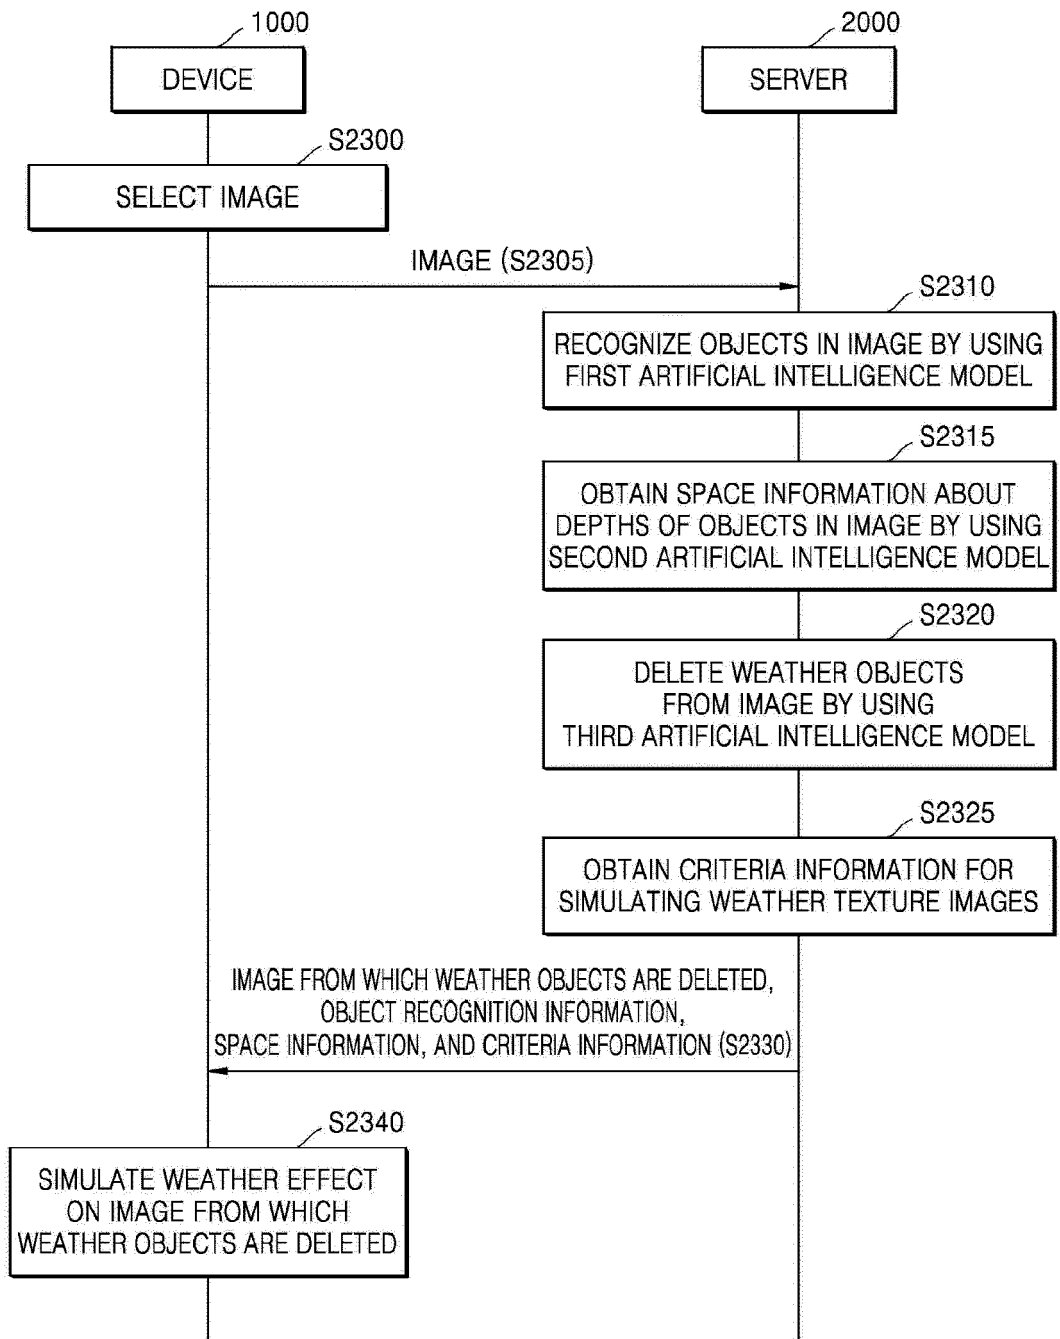 1000
2000
DEVICE
SERVER
S2300
SELECT IMAGE
IMAGE (S2305)
S2310
RECOGNIZE OBJECTS IN IMAGE BY USING
FIRST ARTIFICIAL INTELLIGENCE MODEL
S2315
OBTAIN SPACE INFORMATION ABOUT
DEPTHS OF OBJECTS IN IMAGE BY USING
SECOND ARTIFICIAL INTELLIGENCE MODEL
S2320
DELETE WEATHER OBJECTS
FROM IMAGE BY USING
THIRD ARTIFICIAL INTELLIGENCE MODEL
S2325
OBTAIN CRITERIA INFORMATION FOR
SIMULATING WEATHER TEXTURE IMAGES
IMAGE FROM WHICH WEATHER OBJECTS ARE DELETED,
OBJECT RECOGNITION INFORMATION,
SPACE INFORMATION, AND CRITERIA INFORMATION (S2330)
S2340
SIMULATE WEATHER EFFECT
ON IMAGE FROM WHICH
WEATHER OBJECTS ARE DELETED